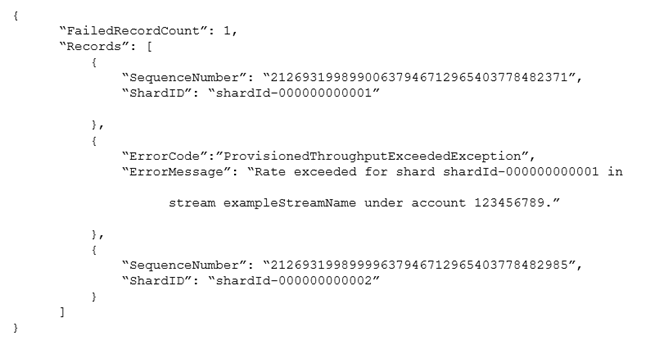 {
“FailedRecordCount”: 1,
“Records”: [
{
“SequenceNumber”: “21269319989900637946712965403778482371”,
“ShardID”: “shardId-000000000001”
},
{
“ErrorCode”:”ProvisionedThroughputExceededException”,
“ErrorMessage”: “Rate exceeded for shard shardId-000000000001 in
stream exampleStreamName under account 123456789.”
},
{
“SequenceNumber”: “21269319989999637946712965403778482985”,
“ShardID”: “shardId-000000000002”
}
]
}